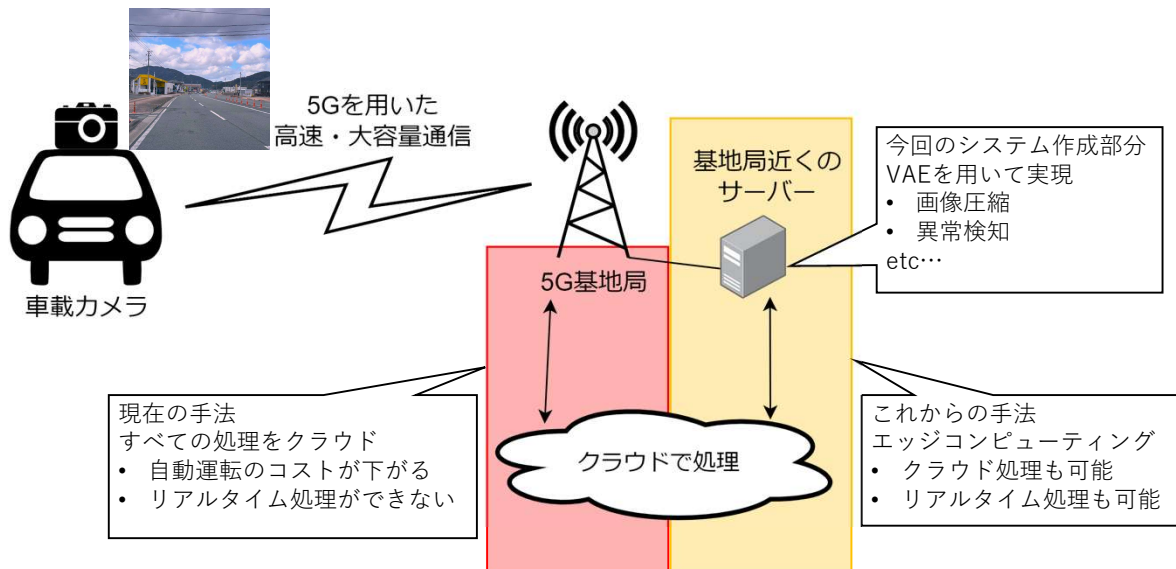 5Gを用いた
高速・大容量通信
車載カメラ
5G基地局
基地局近くの
サーバー
今回のシステム作成部分
VAEを用いて実現
• 画像圧縮
• 異常検知
etc…
現在の手法
すべての処理をクラウド
• 自動運転のコストが下がる
• リアルタイム処理ができない
クラウドで処理
これからの手法
エッジコンピューティング
• クラウド処理も可能
• リアルタイム処理も可能